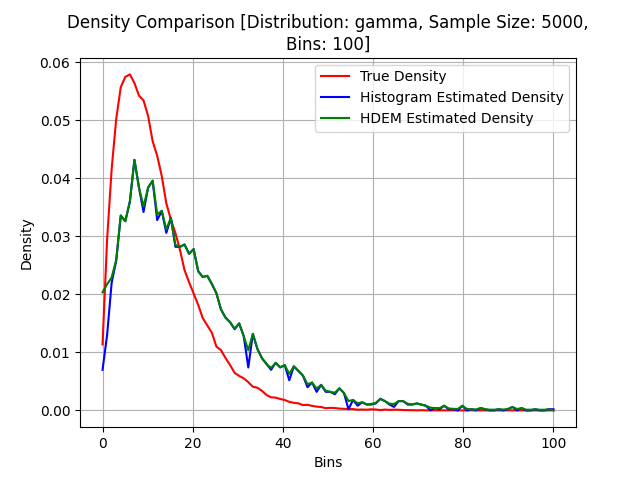 Density Comparison [Distribution: gamma, Sample Size: 5000,
Bins: 100]
True Density
Histogram Estimated Density
HDEM Estimated Density
Density
0.06
0.05
0.04
0.03
0.02
0.01
0.00
0 20 40 60 80 100
Bins